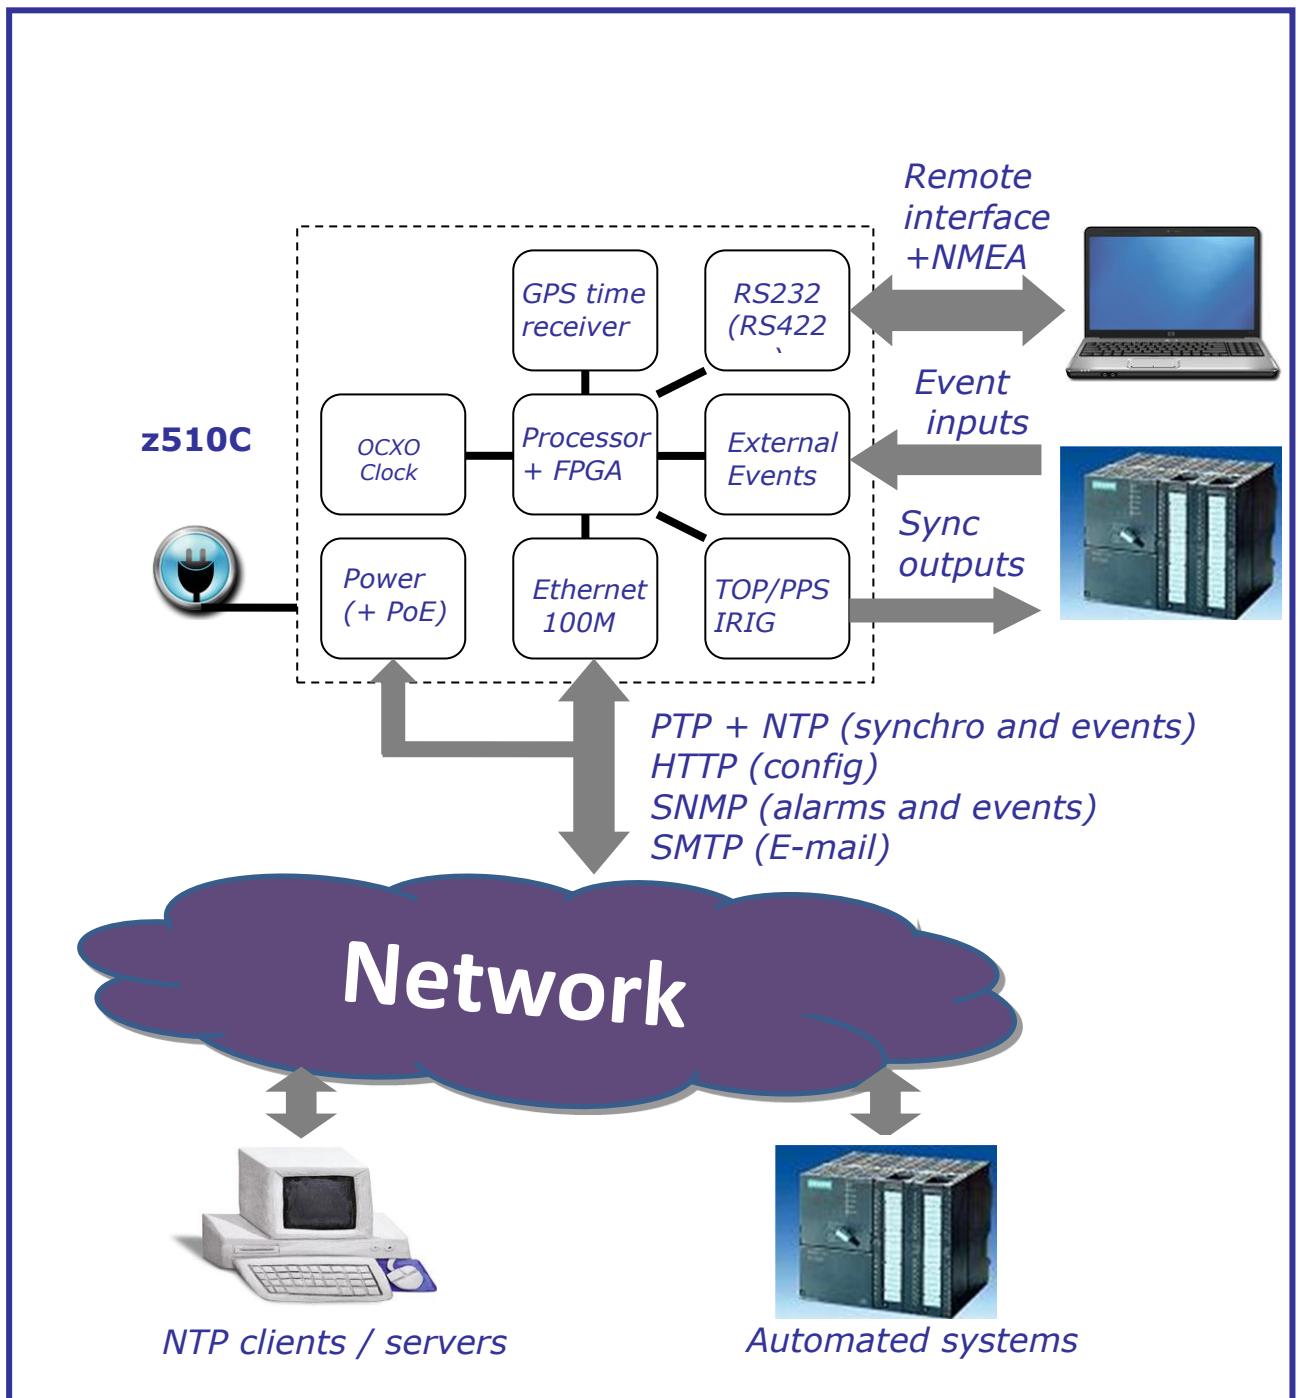 Remote
interface
+NMEA
GPS time
receiver
RS232
(RS422
)
Event
inputs
z510C
OCXO
Clock
Processor
+ FPGA
External
Events
Sync
outputs
Power
(+ PoE)
Ethernet
100M
TOP/PPS
IRIG
PTP + NTP (synchro and events)
HTTP (config)
SNMP (alarms and events)
SMTP (E-mail)
Network
NTP clients / servers
Automated systems